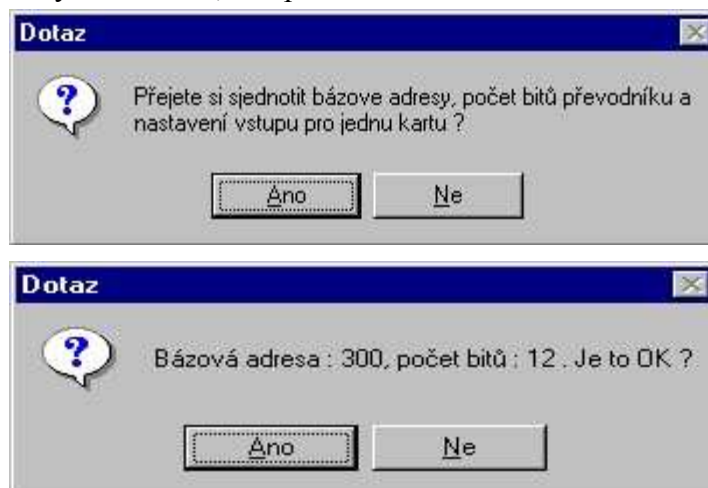 Dotaz
Přejete si sjednotit bázove adresy, počet bitů převodníku a
nastavení vstupu pro jednu kartu ?
Ano
Ne
Dotaz
Bázová adresa : 300, počet bitů : 12 . Je to OK ?
Ano
Ne